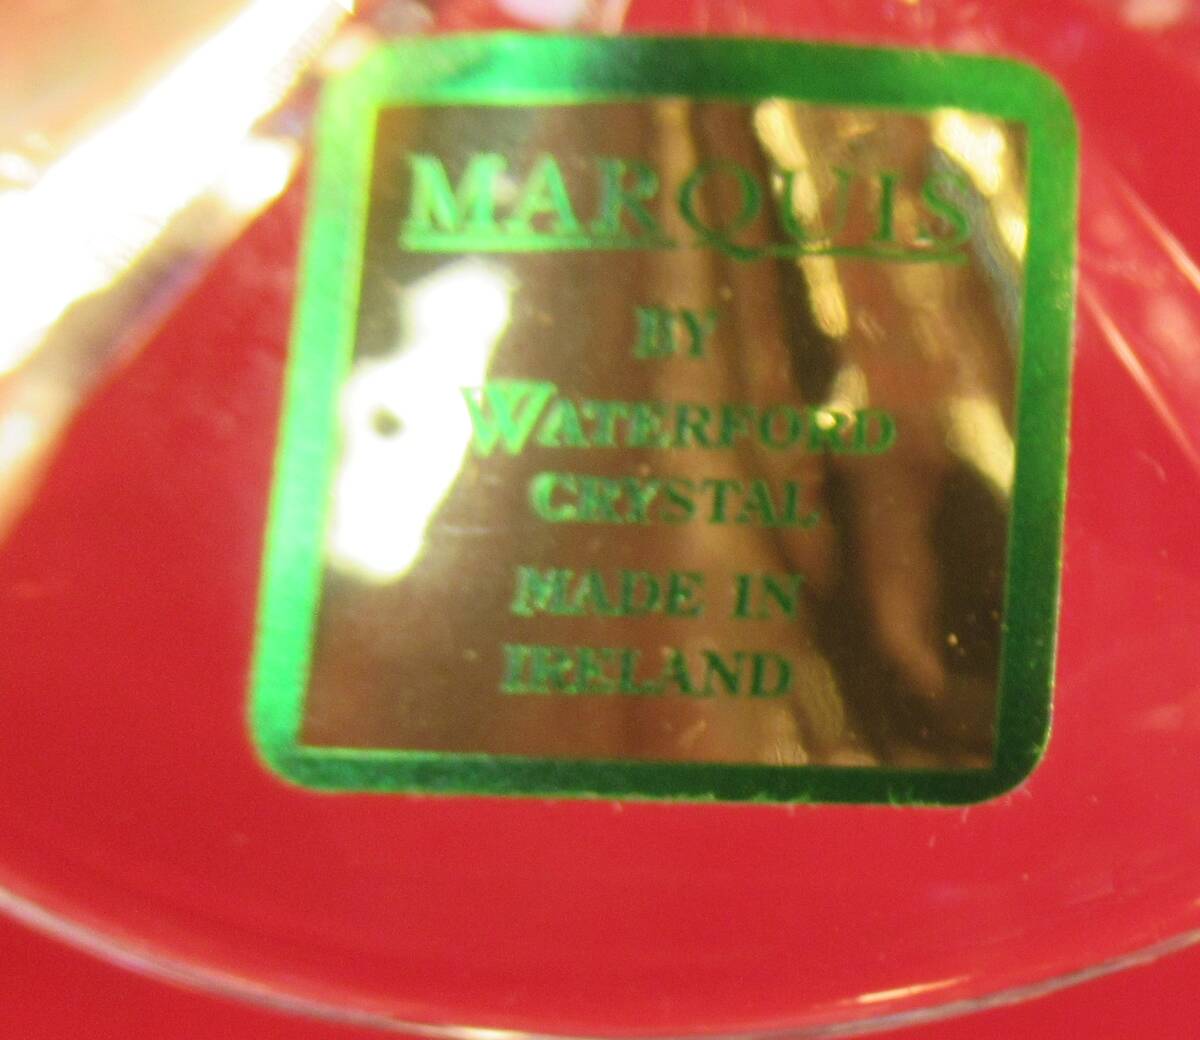 MARQUIS
BY
WATERFORD
CRYSTAL
MADE IN
IRELAND